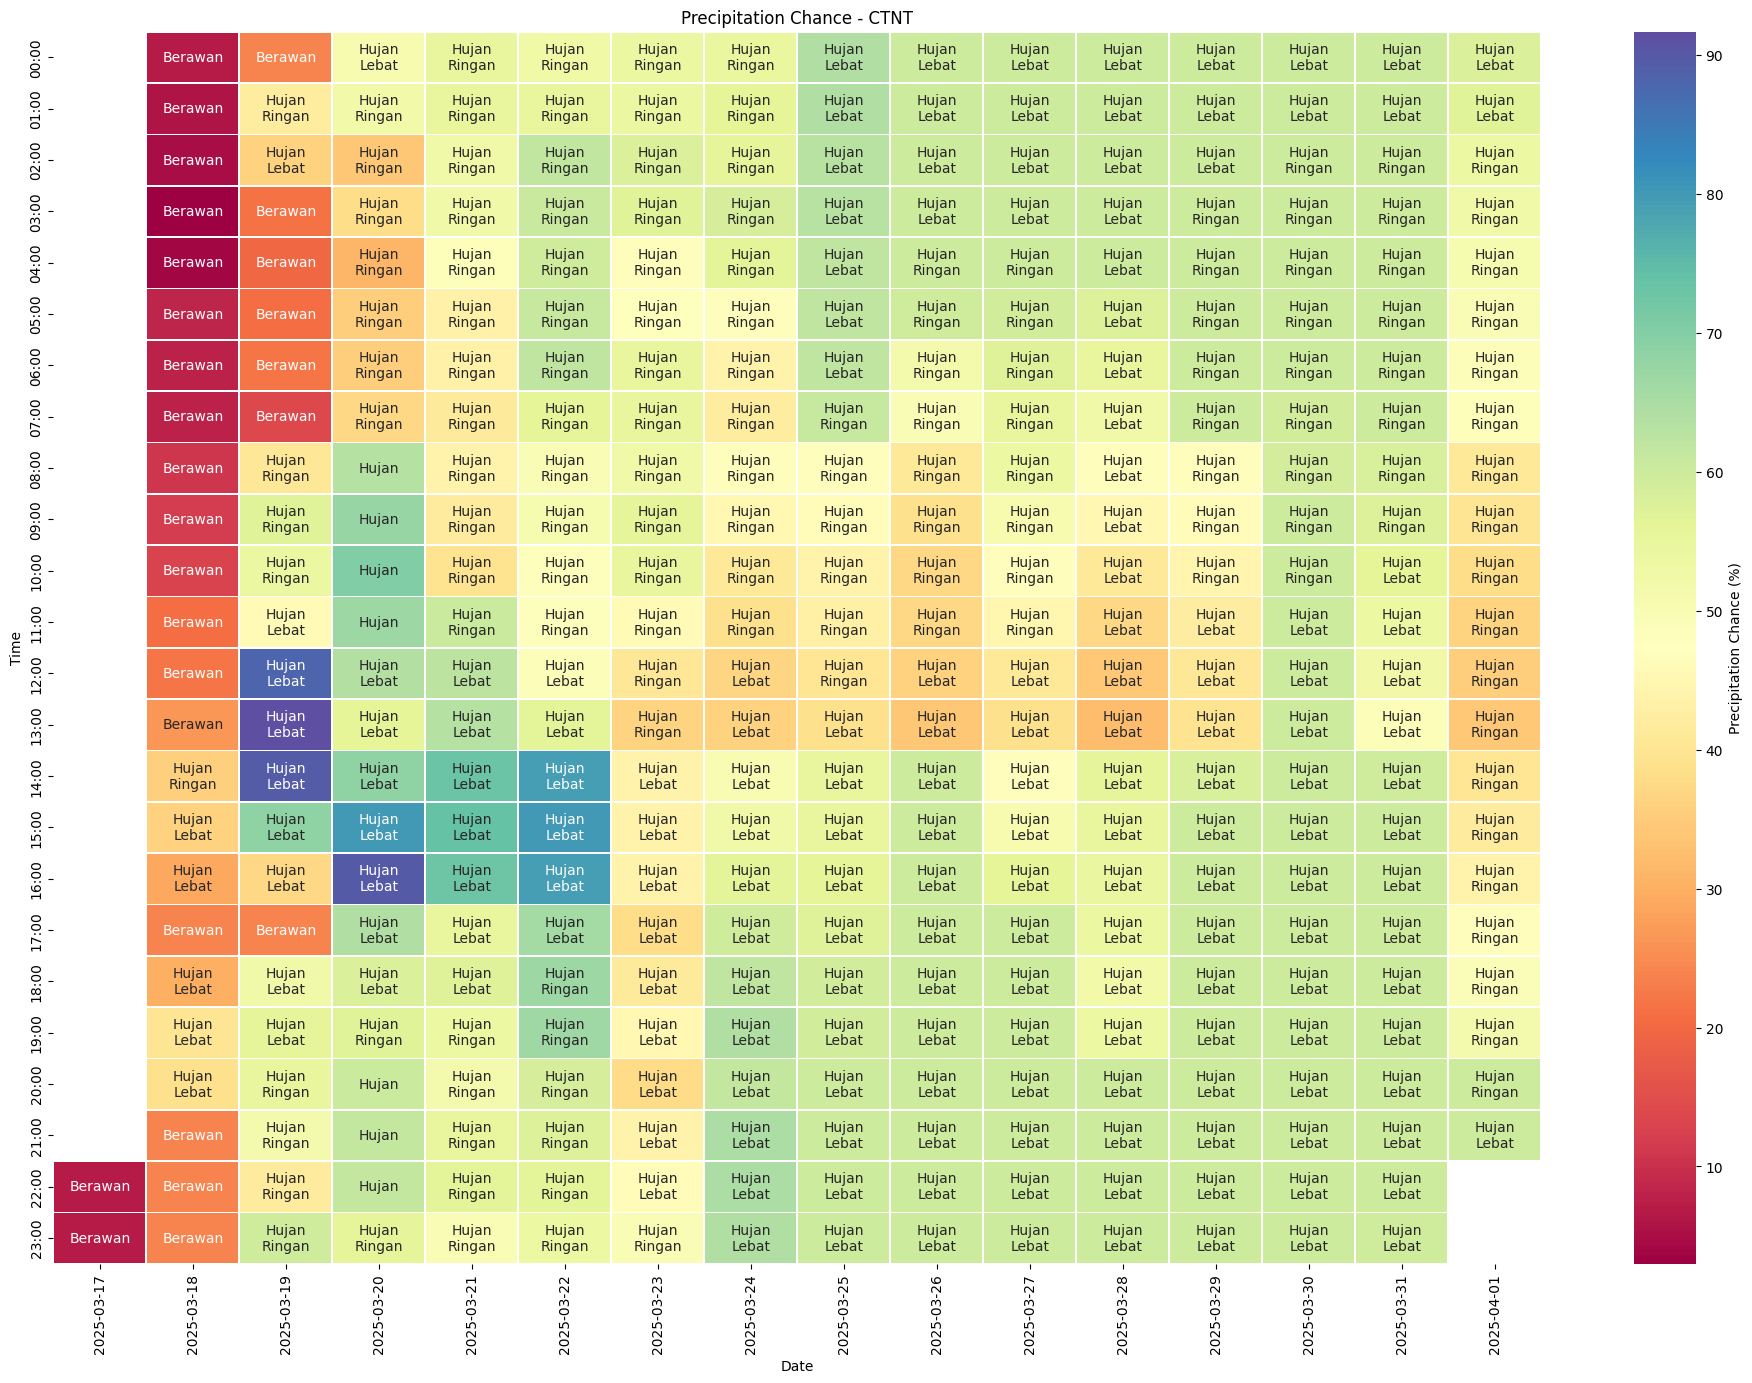 Precipitation Chance - CTNT
Time
00:00
Berawan Berawan
Hujan Hujan Hujan Hujan Hujan Hujan Hujan Hujan Hujan Hujan Hujan Hujan Hujan
Lebat Ringan Ringan Ringan Ringan Lebat Lebat Lebat Lebat Lebat Lebat Lebat Lebat
01:00
Berawan
Hujan Hujan Hujan Hujan Hujan Hujan Hujan Hujan Hujan Hujan Hujan Hujan Hujan Hujan
Ringan Ringan Ringan Ringan Ringan Ringan Lebat Lebat Lebat Lebat Lebat Lebat Lebat Lebat
02:00
Berawan
Hujan Hujan Hujan Hujan Hujan Hujan Hujan Hujan Hujan Hujan Hujan Hujan Hujan Hujan
Lebat Ringan Ringan Ringan Ringan Ringan Lebat Lebat Lebat Lebat Lebat Ringan Ringan Ringan
03:00
Berawan Berawan
Hujan Hujan Hujan Hujan Hujan Hujan Hujan Hujan Hujan Hujan Hujan Hujan Hujan
Ringan Ringan Ringan Ringan Ringan Lebat Lebat Lebat Lebat Ringan Ringan Ringan Ringan
04:00
Berawan Berawan
Hujan Hujan Hujan Hujan Hujan Hujan Hujan Hujan Hujan Hujan Hujan Hujan Hujan
Ringan Ringan Ringan Ringan Ringan Lebat Ringan Ringan Lebat Ringan Ringan Ringan Ringan
05:00
Berawan Berawan
Hujan Hujan Hujan Hujan Hujan Hujan Hujan Hujan Hujan Hujan Hujan Hujan Hujan
Ringan Ringan Ringan Ringan Ringan Lebat Ringan Ringan Lebat Ringan Ringan Ringan Ringan
06:00
Berawan Berawan
Hujan Hujan Hujan Hujan Hujan Hujan Hujan Hujan Hujan Hujan Hujan Hujan Hujan
Ringan Ringan Ringan Ringan Ringan Lebat Ringan Ringan Lebat Ringan Ringan Ringan Ringan
07:00
Berawan Berawan
Hujan Hujan Hujan Hujan Hujan Hujan Hujan Hujan Hujan Hujan Hujan Hujan Hujan
Ringan Ringan Ringan Ringan Ringan Ringan Ringan Ringan Lebat Ringan Ringan Ringan Ringan
08:00
Berawan
Hujan Hujan Hujan Hujan Hujan Hujan Hujan Hujan Hujan Hujan Hujan Hujan Hujan Hujan
Ringan Ringan Ringan Ringan Ringan Ringan Ringan Ringan Lebat Ringan Ringan Ringan Ringan
09:00
Berawan
Hujan Hujan Hujan Hujan Hujan Hujan Hujan Hujan Hujan Hujan Hujan Hujan Hujan Hujan
Ringan Ringan Ringan Ringan Ringan Ringan Ringan Ringan Lebat Ringan Ringan Ringan Ringan
10:00
Berawan
Hujan Hujan Hujan Hujan Hujan Hujan Hujan Hujan Hujan Hujan Hujan Hujan Hujan Hujan
Ringan Ringan Ringan Ringan Ringan Ringan Ringan Ringan Lebat Ringan Ringan Lebat Ringan
11:00
Berawan
Hujan Hujan Hujan Hujan Hujan Hujan Hujan Hujan Hujan Hujan Hujan Hujan Hujan Hujan
Lebat Ringan Ringan Ringan Ringan Ringan Ringan Ringan Lebat Lebat Lebat Lebat Ringan
12:00
Berawan
Hujan Hujan Hujan Hujan Hujan Hujan Hujan Hujan Hujan Hujan Hujan Hujan Hujan Hujan
Lebat Lebat Lebat Lebat Ringan Lebat Ringan Lebat Lebat Lebat Lebat Lebat Lebat Ringan
13:00
Berawan
Hujan Hujan Hujan Hujan Hujan Hujan Hujan Hujan Hujan Hujan Hujan Hujan Hujan Hujan
Lebat Lebat Lebat Lebat Ringan Lebat Lebat Lebat Lebat Lebat Lebat Lebat Lebat Ringan
14:00
Hujan Hujan Hujan Hujan Hujan Hujan Hujan Hujan Hujan Hujan Hujan Hujan Hujan Hujan Hujan
Ringan Lebat Lebat Lebat Lebat Lebat Lebat Lebat Lebat Lebat Lebat Lebat Lebat Lebat Ringan
15:00
Hujan Hujan Hujan Hujan Hujan Hujan Hujan Hujan Hujan Hujan Hujan Hujan Hujan Hujan Hujan
Lebat Lebat Lebat Lebat Lebat Lebat Lebat Lebat Lebat Lebat Lebat Lebat Lebat Lebat Ringan
16:00
Hujan Hujan Hujan Hujan Hujan Hujan Hujan Hujan Hujan Hujan Hujan Hujan Hujan Hujan Hujan
Lebat Lebat Lebat Lebat Lebat Lebat Lebat Lebat Lebat Lebat Lebat Lebat Lebat Lebat Ringan
17:00
Berawan Berawan
Hujan Hujan Hujan Hujan Hujan Hujan Hujan Hujan Hujan Hujan Hujan Hujan Hujan
Lebat Lebat Lebat Lebat Lebat Lebat Lebat Lebat Lebat Lebat Lebat Lebat Ringan
18:00
Hujan Hujan Hujan Hujan Hujan Hujan Hujan Hujan Hujan Hujan Hujan Hujan Hujan Hujan Hujan
Lebat Lebat Lebat Lebat Ringan Lebat Lebat Lebat Lebat Lebat Lebat Lebat Lebat Lebat Ringan
19:00
Hujan Hujan Hujan Hujan Hujan Hujan Hujan Hujan Hujan Hujan Hujan Hujan Hujan Hujan Hujan
Lebat Lebat Ringan Ringan Ringan Lebat Lebat Lebat Lebat Lebat Lebat Lebat Lebat Lebat Ringan
20:00
Hujan Hujan Hujan Hujan Hujan Hujan Hujan Hujan Hujan Hujan Hujan Hujan Hujan Hujan Hujan
Lebat Ringan Ringan Ringan Lebat Lebat Lebat Lebat Lebat Lebat Lebat Lebat Lebat Ringan
21:00
Berawan
Hujan Hujan Hujan Hujan Hujan Hujan Hujan Hujan Hujan Hujan Hujan Hujan Hujan Hujan
Ringan Ringan Ringan Lebat Lebat Lebat Lebat Lebat Lebat Lebat Lebat Lebat Lebat
22:00
Berawan Berawan
Hujan Hujan Hujan Hujan Hujan Hujan Hujan Hujan Hujan Hujan Hujan Hujan Hujan
Ringan Ringan Ringan Lebat Lebat Lebat Lebat Lebat Lebat Lebat Lebat Lebat
23:00
Berawan Berawan
Hujan Hujan Hujan Hujan Hujan Hujan Hujan Hujan Hujan Hujan Hujan Hujan Hujan
Ringan Ringan Ringan Ringan Ringan Lebat Lebat Lebat Lebat Lebat Lebat Lebat Lebat
2025-03-17
2025-03-18
2025-03-19
2025-03-20
2025-03-21
2025-03-22
2025-03-23
2025-03-24
2025-03-25
2025-03-26
2025-03-27
2025-03-28
2025-03-29
2025-03-30
2025-03-31
2025-04-01
Date
90
80
70
60
50
40
30
20
10
Precipitation Chance (%)